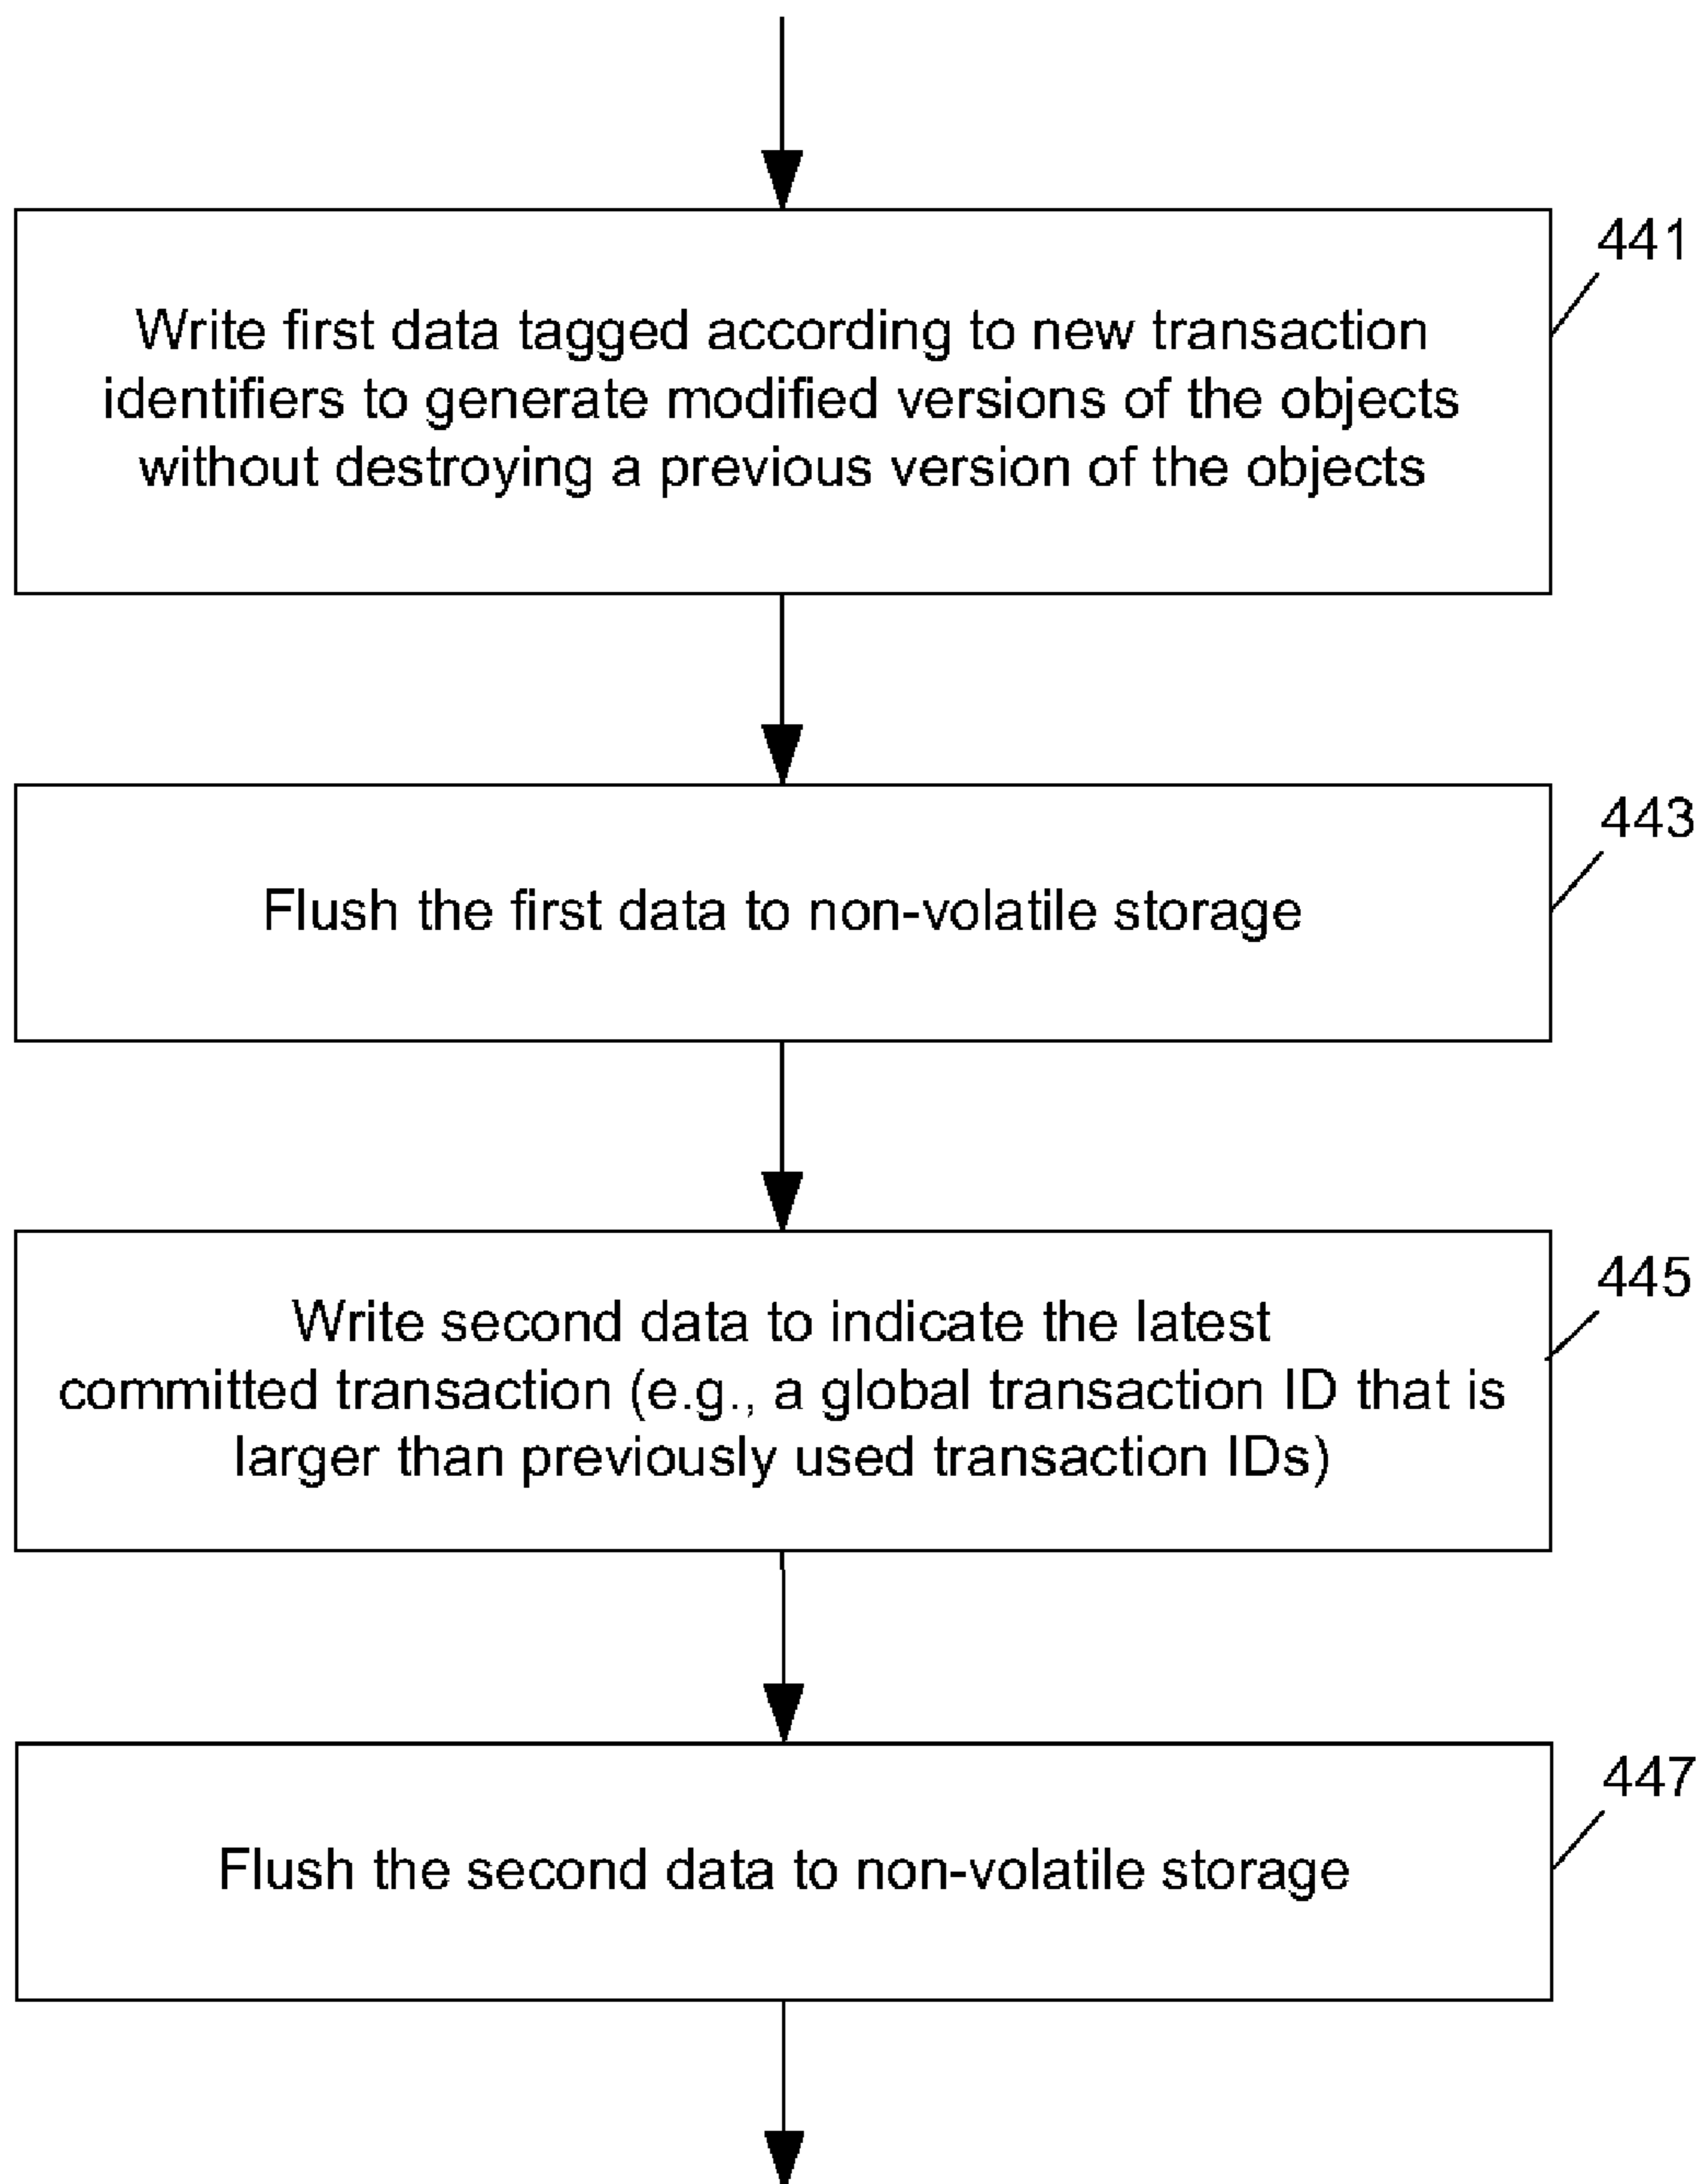 441
Write first data tagged according to new transaction
identifiers to generate modified versions of the objects
without destroying a previous version of the objects
443
Flush the first data to non-volatile storage
445
Write second data to indicate the latest
committed transaction (e.g., a global transaction ID that is
larger than previously used transaction IDs)
447
Flush the second data to non-volatile storage